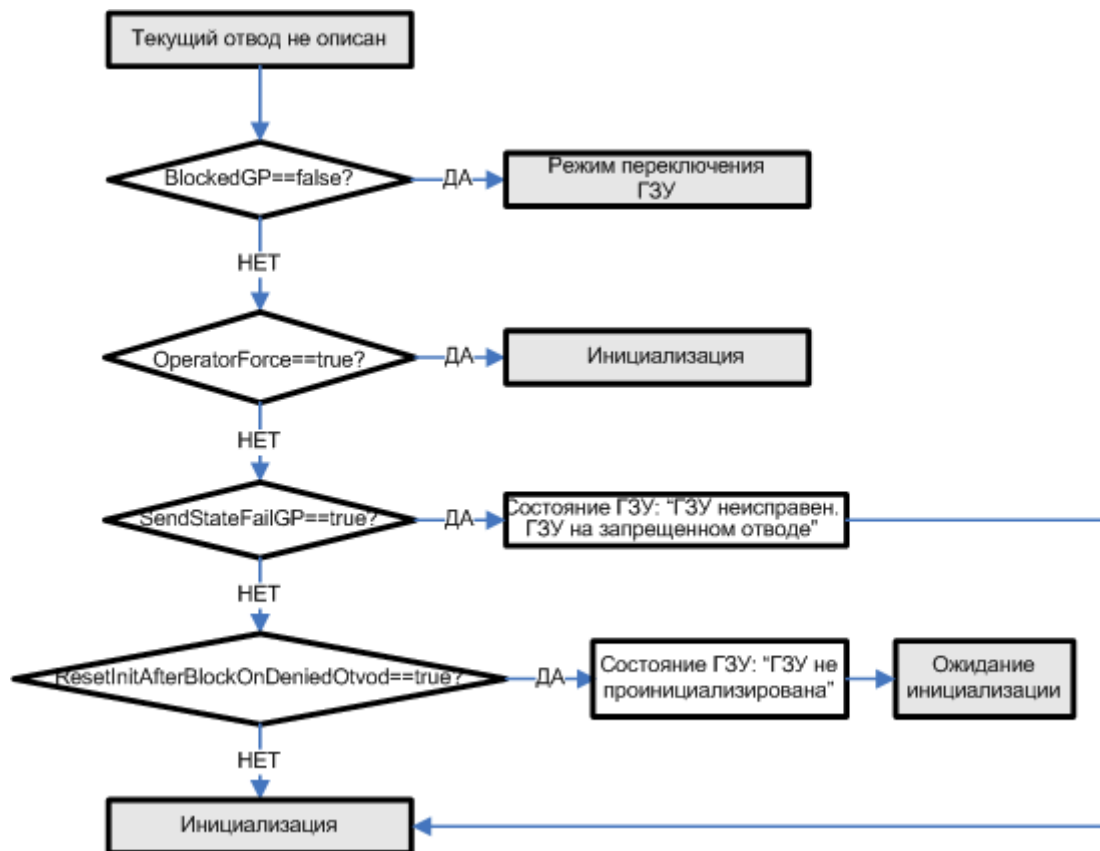 Текущий отвод не описан
BlockedGP==false?
ДА
Режим переключения
ГЗУ
НЕТ
OperatorForce==true?
ДА
Инициализация
НЕТ
SendStateFailGP==true?
ДА
Состояние ГЗУ: “ГЗУ неисправен.
ГЗУ на запрещенном отводе”
НЕТ
ResetInitAfterBlockOnDeniedOtvod==true?
ДА
Состояние ГЗУ: “ГЗУ не
проинициализирована”
Ожидание
инициализации
НЕТ
Инициализация